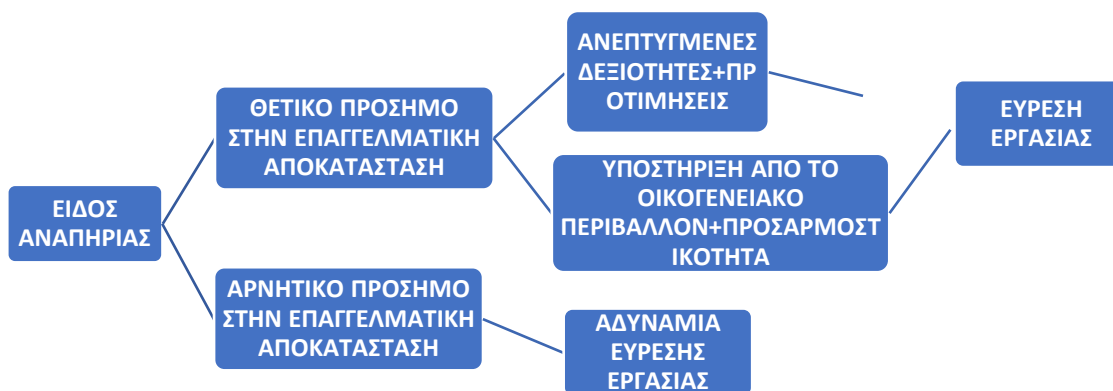 ΕΙΔΟΣ
ΑΝΑΠΗΡΙΑΣ
ΘΕΤΙΚΟ ΠΡΟΣΗΜΟ
ΣΤΗΝ ΕΠΑΓΓΕΛΜΑΤΙΚΗ
ΑΠΟΚΑΤΑΣΤΑΣΗ
ΑΝΕΠΤΥΓΜΕΝΕΣ
ΔΕΞΙΟΤΗΤΕΣ+ΠΡ
ΟΤΙΜΗΣΕΙΣ
ΥΠΟΣΤΗΡΙΞΗ ΑΠΟ ΤΟ
ΟΙΚΟΓΕΝΕΙΑΚΟ
ΠΕΡΙΒΑΛΛΟΝ+ΠΡΟΣΑΡΜΟΣΤ
ΙΚΟΤΗΤΑ
ΕΥΡΕΣΗ
ΕΡΓΑΣΙΑΣ
ΑΡΝΗΤΙΚΟ ΠΡΟΣΗΜΟ
ΣΤΗΝ ΕΠΑΓΓΕΛΜΑΤΙΚΗ
ΑΠΟΚΑΤΑΣΤΑΣΗ
ΑΔΥΝΑΜΙΑ
ΕΥΡΕΣΗΣ
ΕΡΓΑΣΙΑΣ